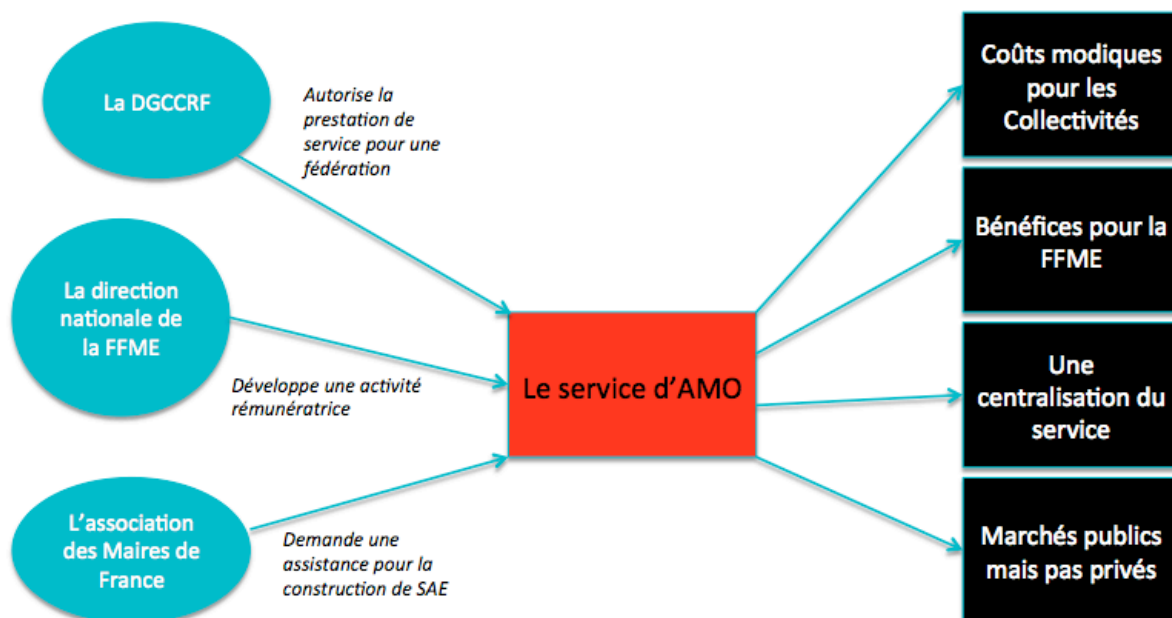 La DGCCRF
Autorise la
prestation de
service pour une
fédération
La direction
nationale de
la FFME
Développe une activité
rémunératrice
L'association
des Maires de
France
Demande une
assistance pour la
construction de SAE
Le service d'AMO
Coûts modiques
pour les
Collectivités
Bénéfices pour la
FFME
Une
centralisation du
service
Marchés publics
mais pas privés